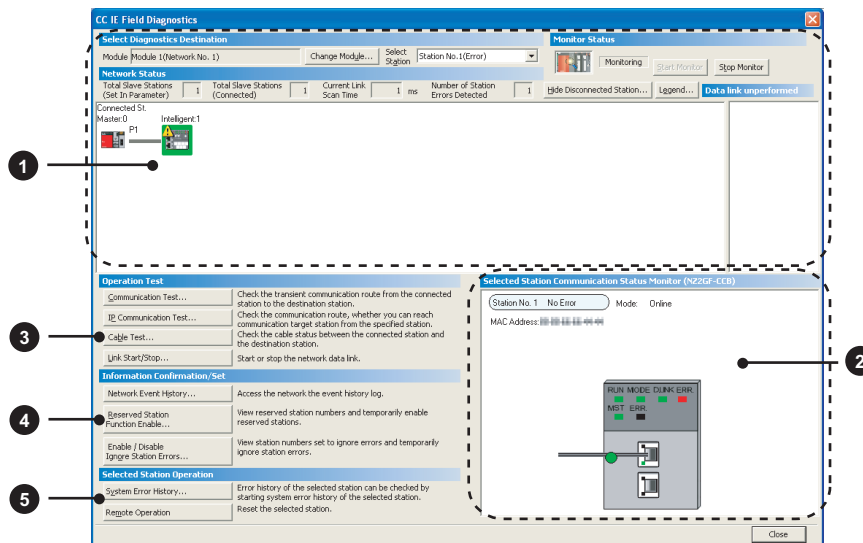 CC IE Field Diagnostics
Select Diagnostics Destination
Monitor Status
Module Module 1(Network No. 1)
Change Module...
Select Station
Station No.1(Error)
Monitoring
Start Monitor
Stop Monitor
Network Status
Total Slave Stations (Set In Parameter) 1
Total Slave Stations (Connected) 1
Current Link Scan Time 1 ms
Number of Station Errors Detected 1
Hide Disconnected Station...
Legend...
Data link unperformed
Connected St.
Master:0
Intelligent:1
P1
1
Operation Test
Communication Test...
Check the transient communication route from the connected
station to the destination station.
IP Communication Test...
Check the communication route, whether you can reach
communication target station from the specified station.
3
Cable Test...
Check the cable status between the connected station and
the destination station.
Link Start/Stop...
Start or stop the network data link.
Information Confirmation/Set
Network Event History...
Access the network the event history log.
4
Reserved Station
Function Enable...
View reserved station numbers and temporarily enable
reserved stations.
Enable / Disable
Ignore Station Errors...
View station numbers set to ignore errors and temporarily
ignore station errors.
Selected Station Operation
5
System Error History...
Error history of the selected station can be checked by
starting system error history of the selected station.
Remote Operation
Reset the selected station.
Selected Station Communication Status Monitor (NZ2GF-CCB)
Station No. 1 No Error
Mode: Online
MAC Address:
2
RUN MODE D.LINK ERR.
MST ERR.
Close